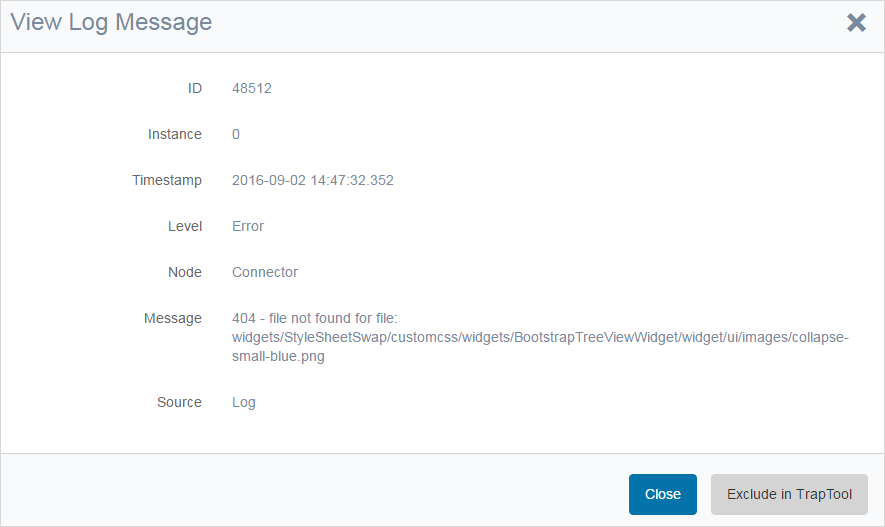 View Log Message
ID 48512
Instance 0
Timestamp 2016-09-02 14:47:32.352
Level Error
Node Connector
Message 404 - file not found for file:
widgets/StyleSheetSwap/customcss/widgets/BootstrapTreeViewWidget/widget/ui/images/collapse-
small-blue.png
Source Log
Close Exclude in TrapTool